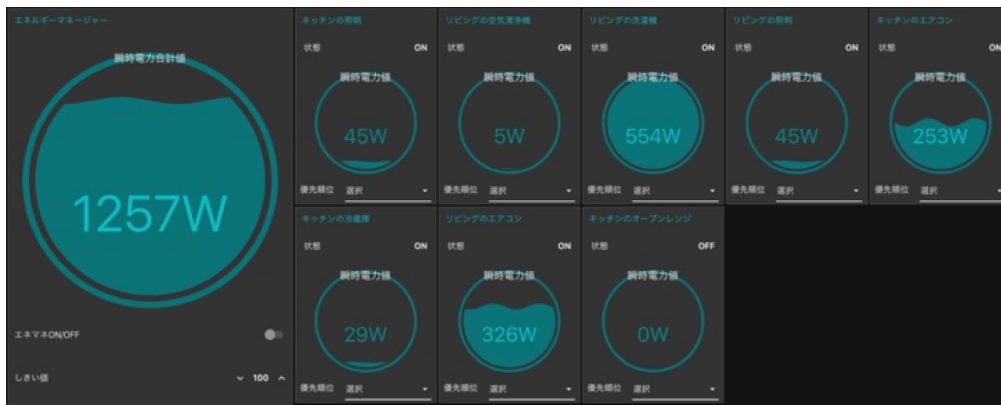 エネルギーマネージャー
瞬時電力合計値
1257W
エネマネON/OFF
しきい値 100
キッチンの照明
状態 ON
瞬時電力値
45W
優先順位 選択
リビングの空気清浄機
状態 ON
瞬時電力値
5W
優先順位 選択
リビングの洗濯機
状態 ON
瞬時電力値
554W
優先順位 選択
リビングの照明
状態 ON
瞬時電力値
45W
優先順位 選択
キッチンのエアコン
状態 ON
瞬時電力値
253W
優先順位 選択
キッチンの冷蔵庫
状態 ON
瞬時電力値
29W
優先順位 選択
リビングのエアコン
状態 ON
瞬時電力値
326W
優先順位 選択
キッチンのオーブンレンジ
状態 OFF
瞬時電力値
0W
優先順位 選択